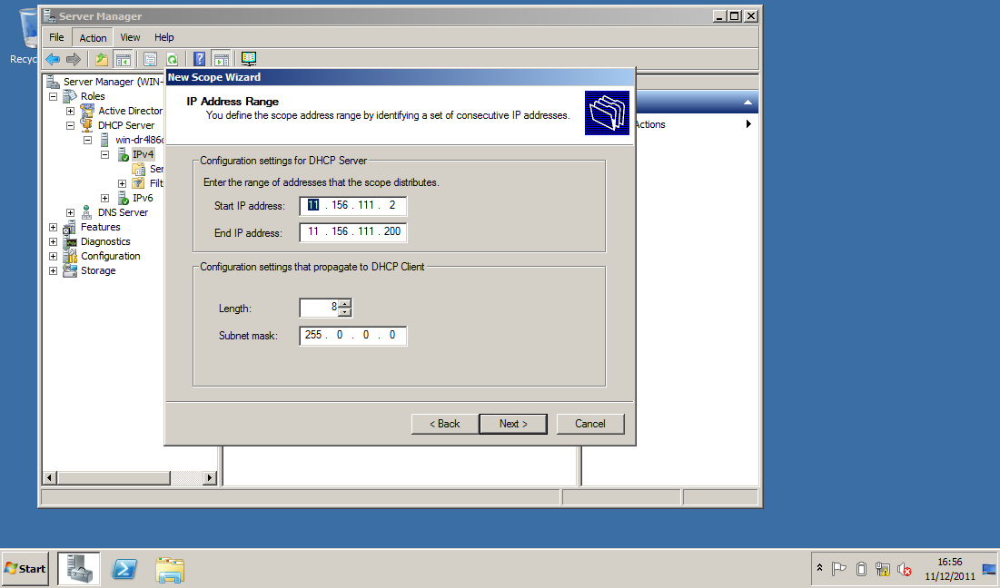 Recyc
Server Manager
File Action View Help
Server Manager (WIN-
Roles
Active Director
DHCP Server
win-dr4l86c
IPv4
Ser
Filt
IPv6
DNS Server
Features
Diagnostics
Configuration
Storage
New Scope Wizard
IP Address Range
You define the scope address range by identifying a set of consecutive IP addresses.
Configuration settings for DHCP Server
Enter the range of addresses that the scope distributes.
Start IP address: 11 . 156 . 111 . 2
End IP address: 11 . 156 . 111 . 200
Configuration settings that propagate to DHCP Client
Length: 8
Subnet mask: 255 . 0 . 0 . 0
< Back Next > Cancel
Actions
Start
16:56
11/12/2011